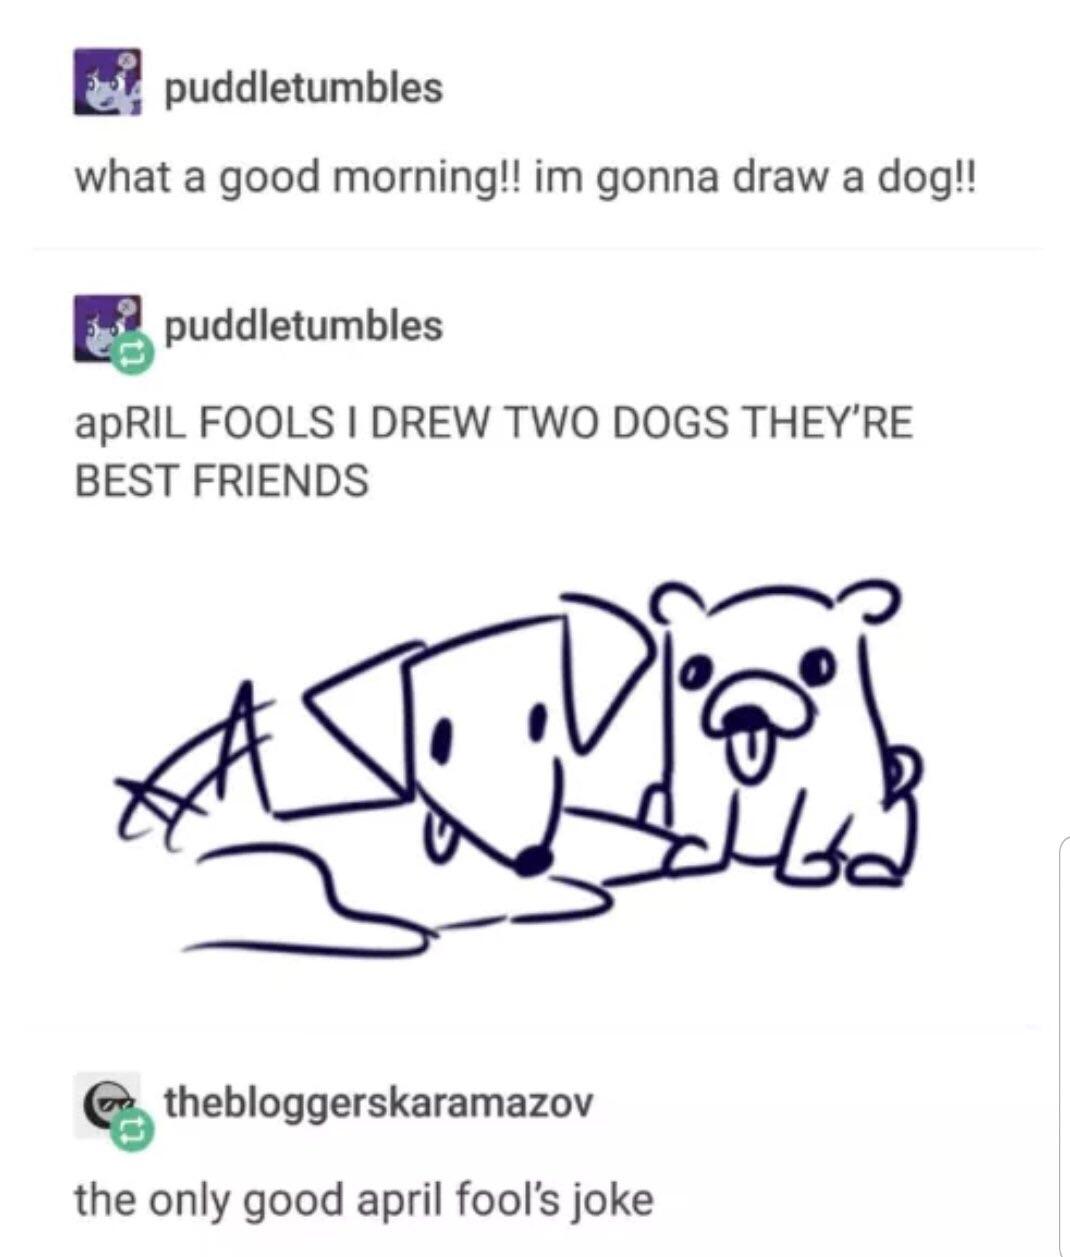 puddletumbles
what a good morning!! im gonna draw a dog!!
puddletumbles
apRIL FOOLS I DREW TWO DOGS THEY'RE
BEST FRIENDS
thebloggerskaramazov
the only good april fool's joke